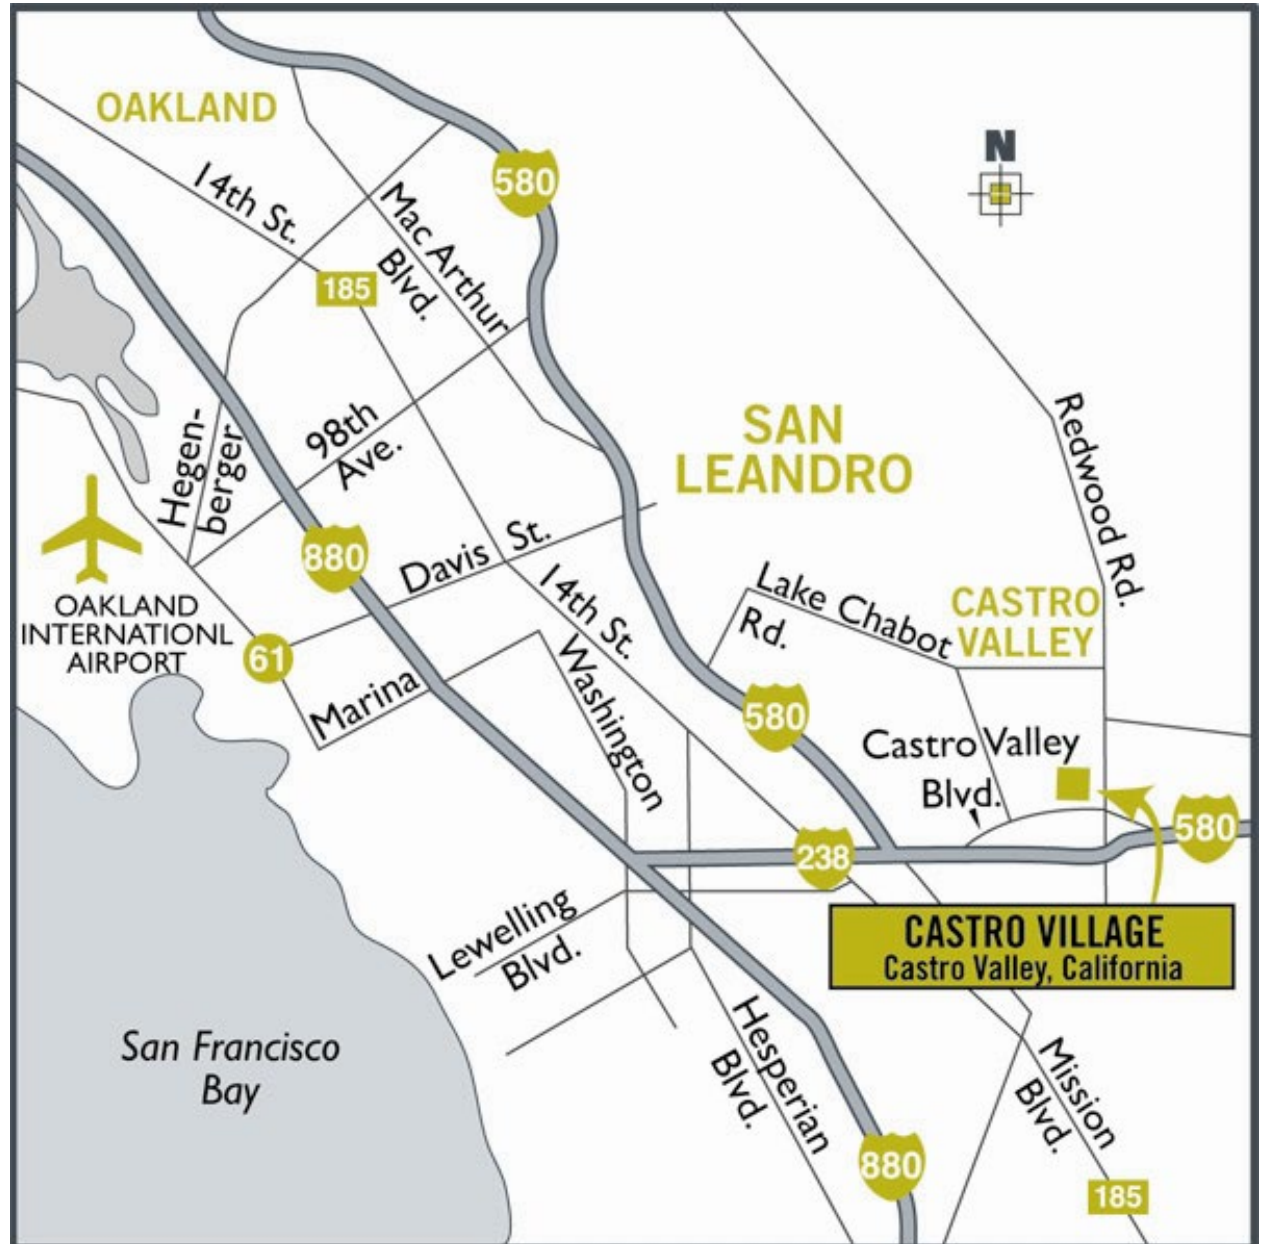 OAKLAND
N
580
14th St.
Mac Arthur
Blvd.
185
98th
Ave.
Hegen-
berger
SAN
LEANDRO
Redwood Rd.
880
OAKLAND
INTERNATIONL
AIRPORT
Davis St.
14th St.
Lake Chabot
Rd.
CASTRO
VALLEY
61
Marina
Washington
580
Castro Valley
Blvd.
580
238
Lewelling
Blvd.
CASTRO VILLAGE
Castro Valley, California
San Francisco
Bay
Hesperian
Blvd.
Mission
Blvd.
880
185